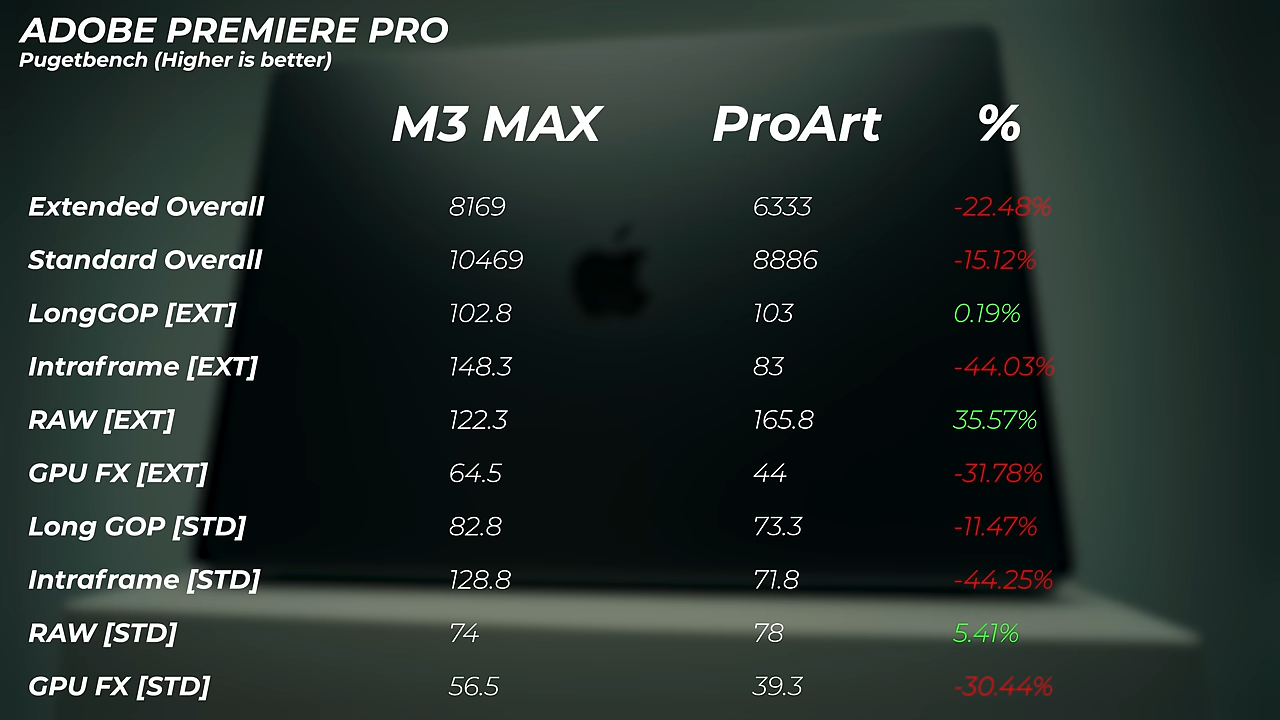 ADOBE PREMIERE PRO
Pugetbench (Higher is better)
M3 MAX ProArt %
Extended Overall 8169 6333 -22.48%
Standard Overall 10469 8886 -15.12%
LongGOP [EXT] 102.8 103 0.19%
Intraframe [EXT] 148.3 83 -44.03%
RAW [EXT] 122.3 165.8 35.57%
GPU FX [EXT] 64.5 44 -31.78%
Long GOP [STD] 82.8 73.3 -11.47%
Intraframe [STD] 128.8 71.8 -44.25%
RAW [STD] 74 78 5.41%
GPU FX [STD] 56.5 39.3 -30.44%